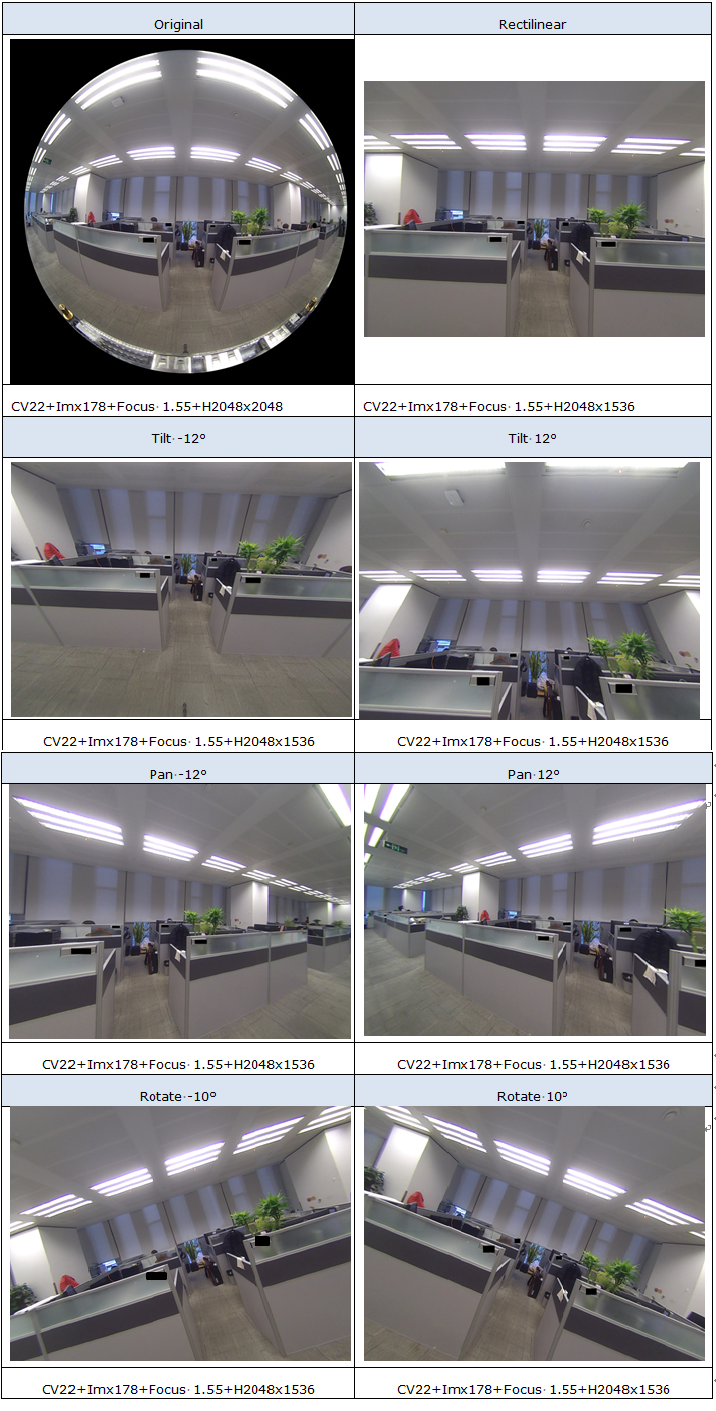 Original
Rectilinear
CV22+Imx178+Focus 1.55+H2048x2048
CV22+Imx178+Focus 1.55+H2048x1536
Tilt -12°
Tilt 12°
CV22+Imx178+Focus 1.55+H2048x1536
CV22+Imx178+Focus 1.55+H2048x1536
Pan -12°
Pan 12°
CV22+Imx178+Focus 1.55+H2048x1536
CV22+Imx178+Focus 1.55+H2048x1536
Rotate -10°
Rotate 10°
CV22+Imx178+Focus 1.55+H2048x1536
CV22+Imx178+Focus 1.55+H2048x1536